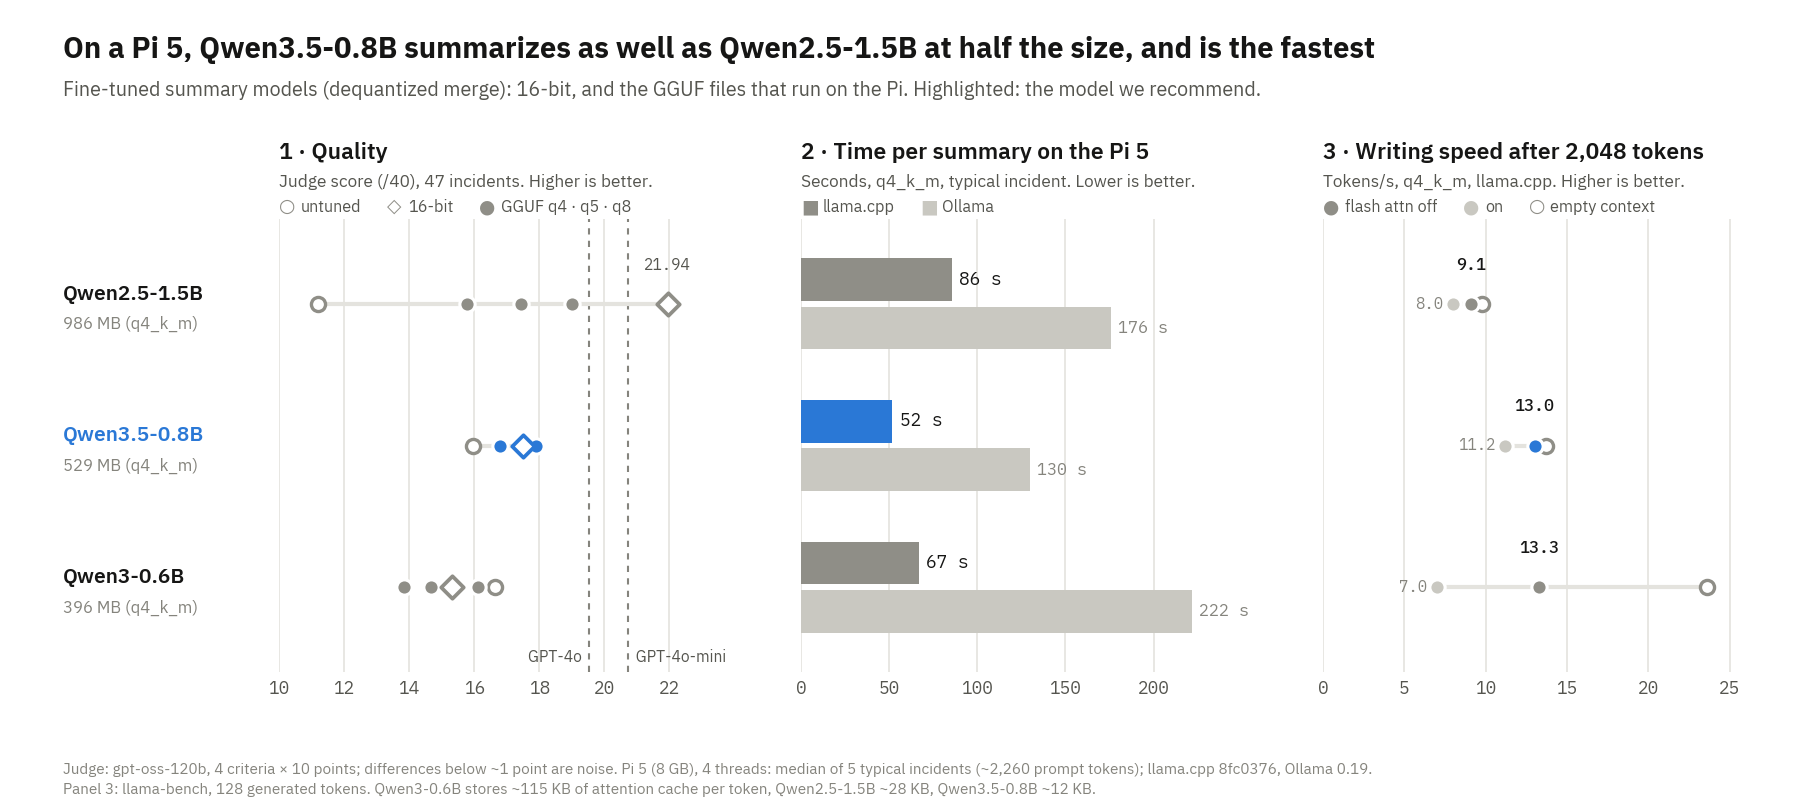 On a Pi 5, Qwen3.5-0.8B summarizes as well as Qwen2.5-1.5B at half the size, and is the fastest
Fine-tuned summary models (dequantized merge): 16-bit, and the GGUF files that run on the Pi. Highlighted: the model we recommend.
1 · Quality
Judge score (/40), 47 incidents. Higher is better.
untuned 16-bit GGUF q4 · q5 · q8
2 · Time per summary on the Pi 5
Seconds, q4_k_m, typical incident. Lower is better.
llama.cpp Ollama
3 · Writing speed after 2,048 tokens
Tokens/s, q4_k_m, llama.cpp. Higher is better.
flash attn off on empty context
Qwen2.5-1.5B
986 MB (q4_k_m)
21.94
86 s
176 s
9.1
8.0
Qwen3.5-0.8B
529 MB (q4_k_m)
52 s
130 s
13.0
11.2
Qwen3-0.6B
396 MB (q4_k_m)
67 s
222 s
13.3
7.0
GPT-4o GPT-4o-mini
10 12 14 16 18 20 22
0 50 100 150 200
0 5 10 15 20 25
Judge: gpt-oss-120b, 4 criteria × 10 points; differences below ~1 point are noise. Pi 5 (8 GB), 4 threads: median of 5 typical incidents (~2,260 prompt tokens); llama.cpp 8fc0376, Ollama 0.19.
Panel 3: llama-bench, 128 generated tokens. Qwen3-0.6B stores ~115 KB of attention cache per token, Qwen2.5-1.5B ~28 KB, Qwen3.5-0.8B ~12 KB.